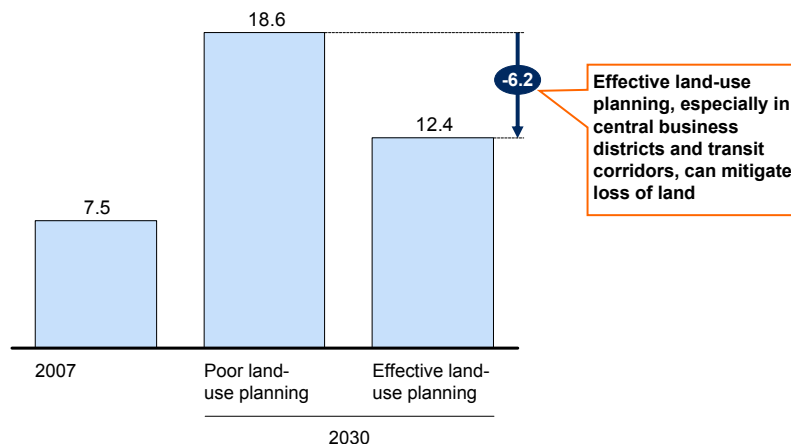 18.6
-6.2
Effective land-use
planning, especially in
central business
districts and transit
corridors, can mitigate
loss of land
12.4
7.5
2007
Poor land-
use planning
Effective land-
use planning
2030